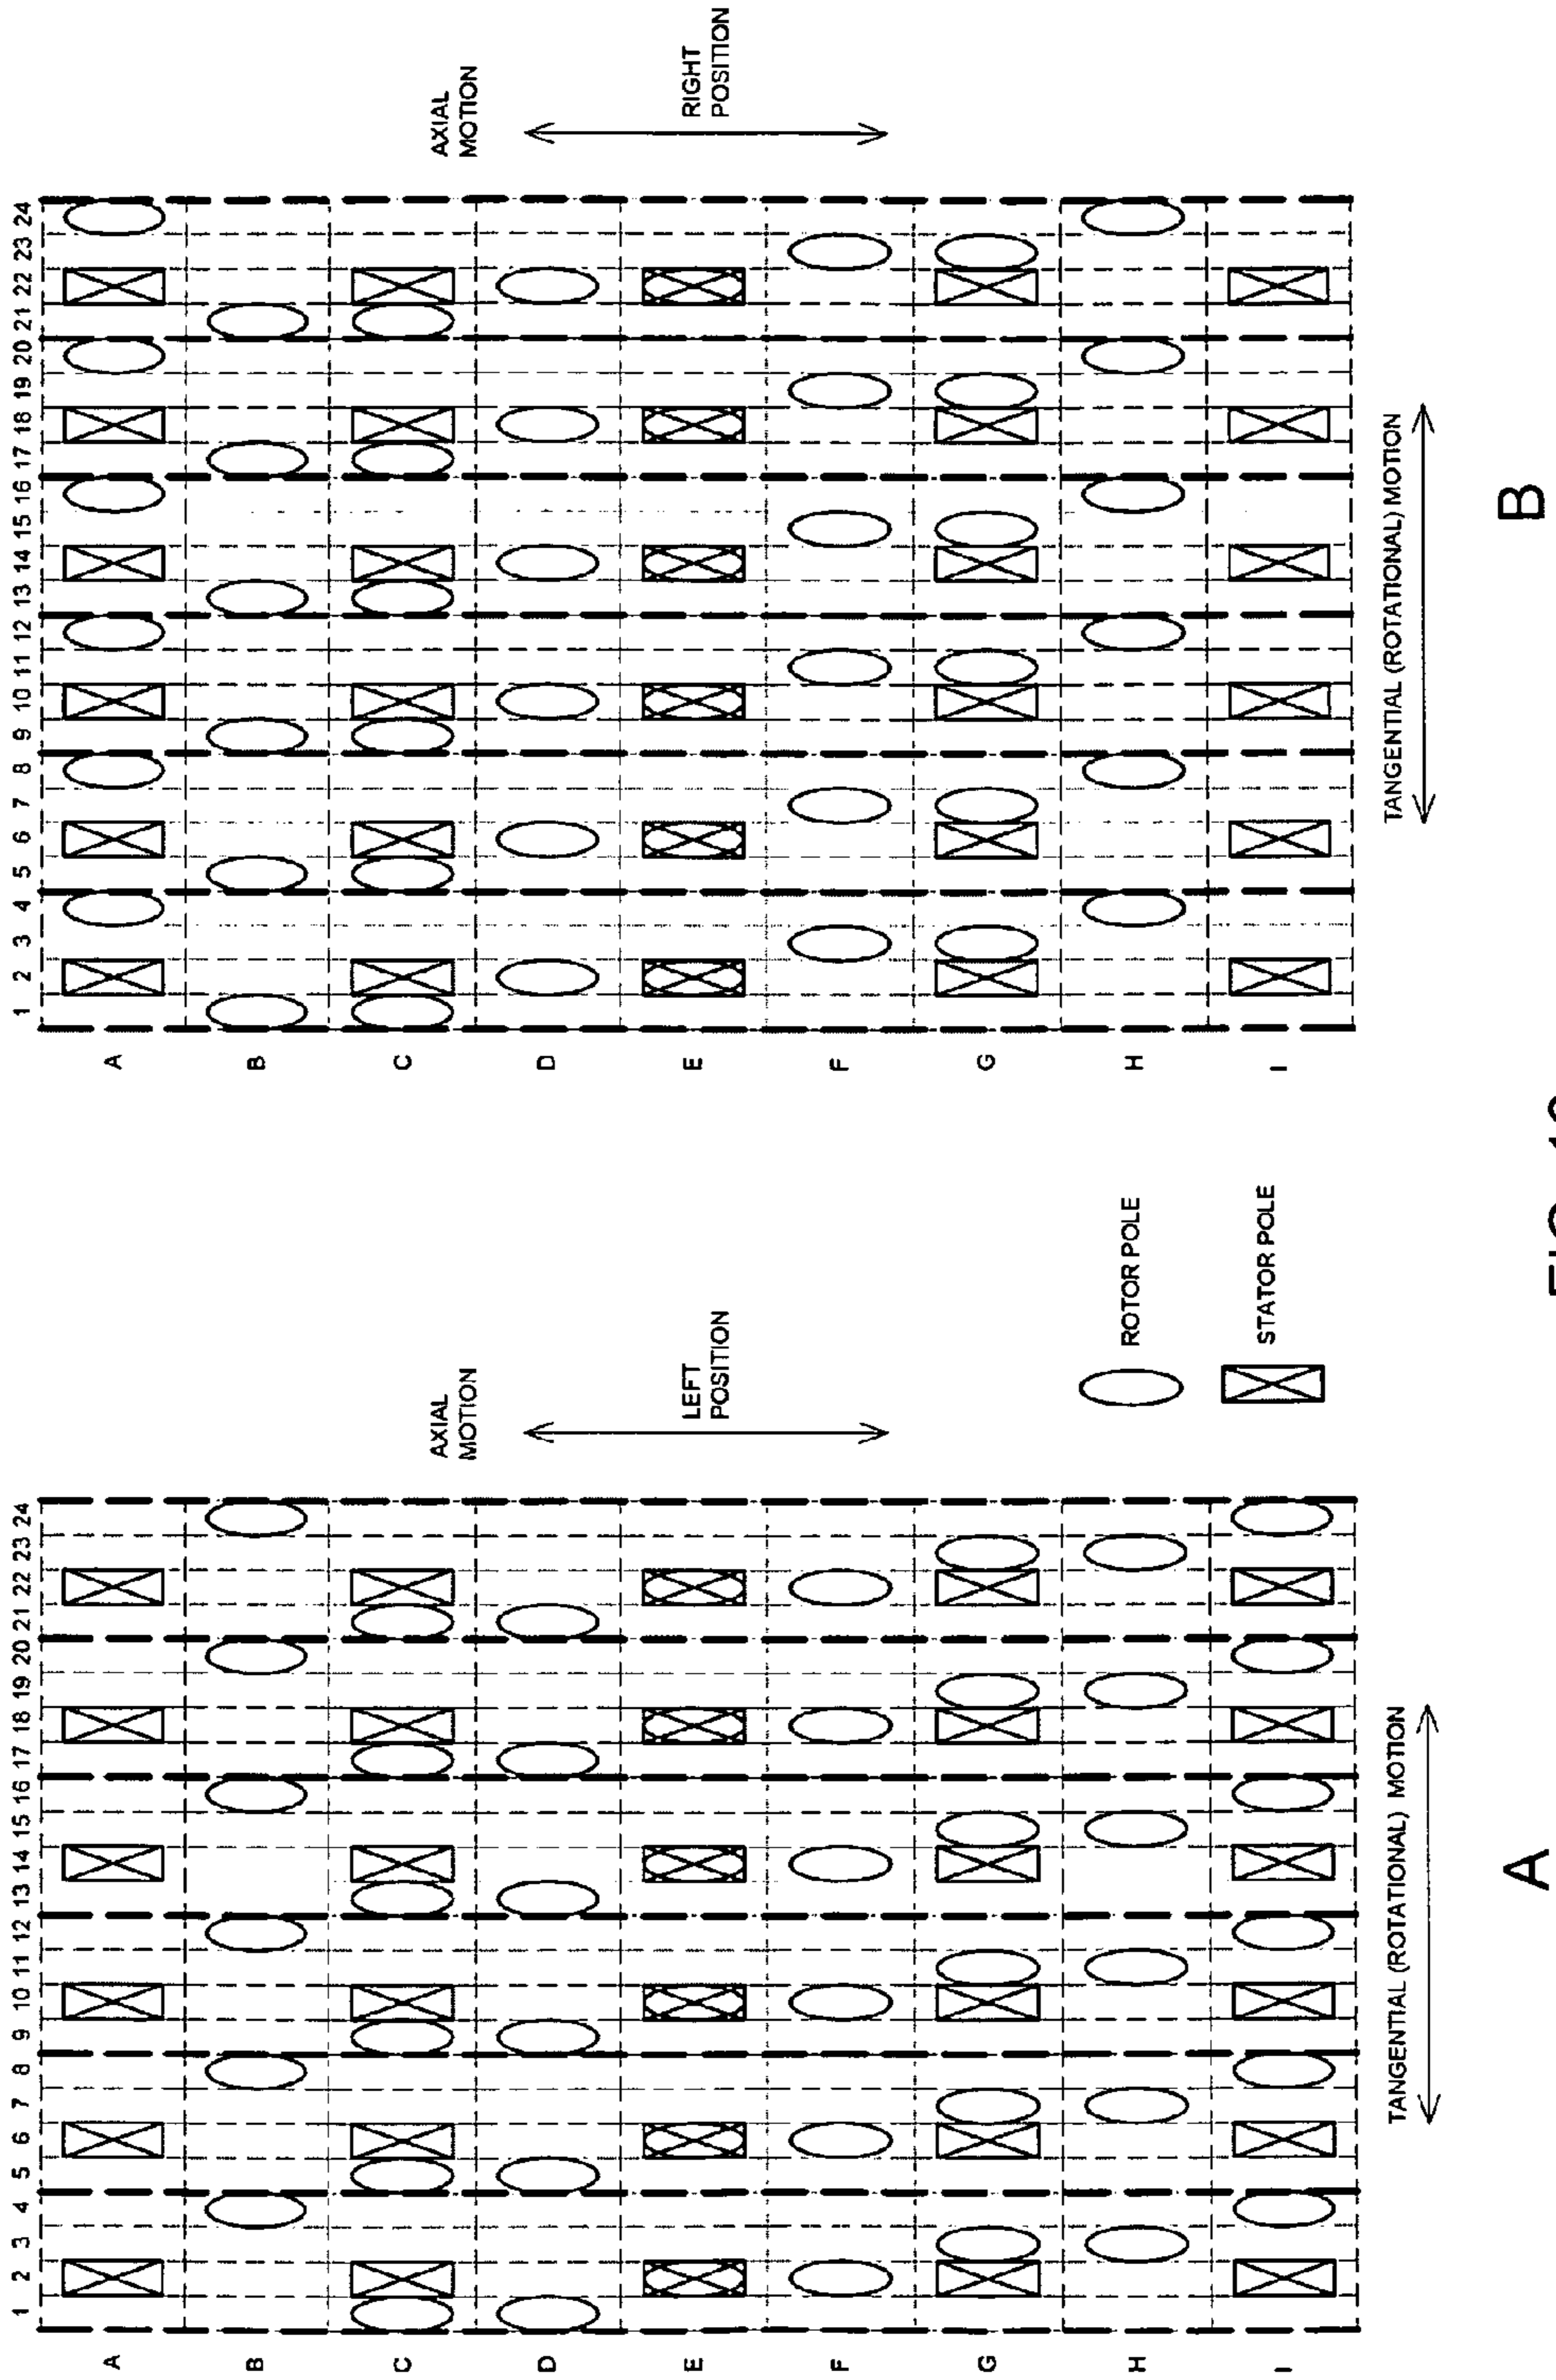 1 2 3 4 5 6 7 8 9 10 11 12 13 14 15 16 17 18 19 20 21 22 23 24
A
B
C
D
E
F
G
H
I
AXIAL
MOTION
LEFT
POSITION
TANGENTIAL (ROTATIONAL) MOTION
A
ROTOR POLE
STATOR POLE
1 2 3 4 5 6 7 8 9 10 11 12 13 14 15 16 17 18 19 20 21 22 23 24
A
B
C
D
E
F
G
H
I
AXIAL
MOTION
RIGHT
POSITION
TANGENTIAL (ROTATIONAL) MOTION
B